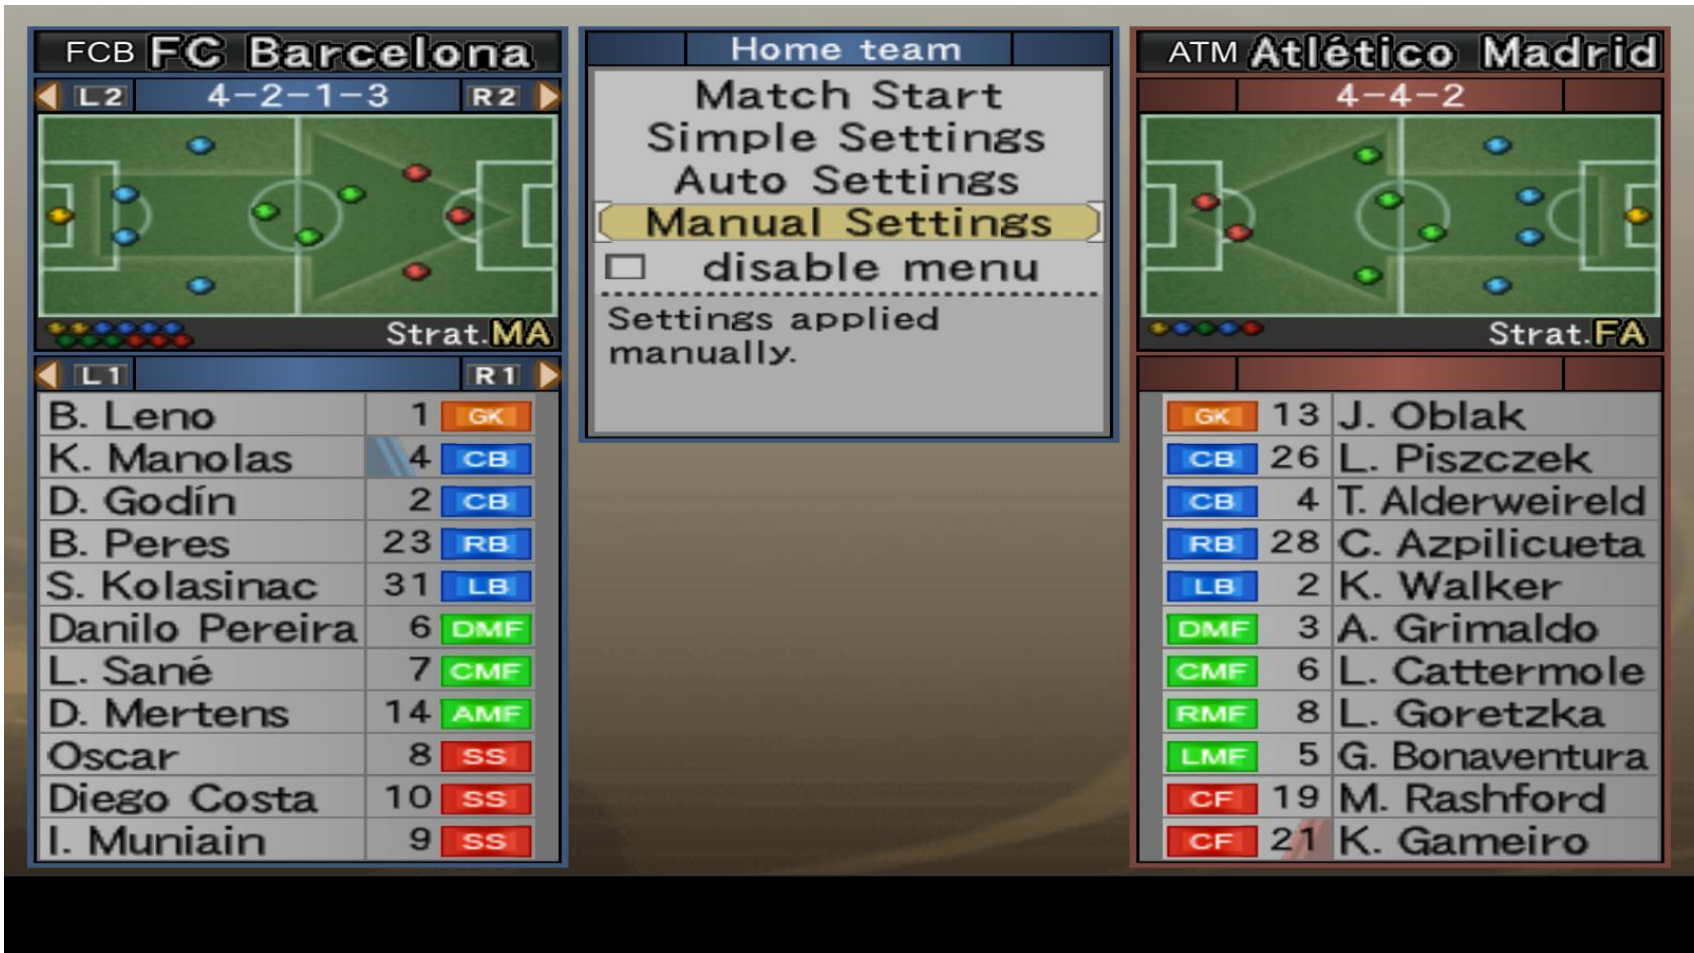 FCB FC Barcelona
L2 4-2-1-3 R2
Strat.MA
L1 R1
B. Leno 1 GK
K. Manolas 4 CB
D. Godín 2 CB
B. Peres 23 RB
S. Kolasinac 31 LB
Danilo Pereira 6 DMF
L. Sané 7 CMF
D. Mertens 14 AMF
Oscar 8 SS
Diego Costa 10 SS
I. Muniain 9 SS
Home team
Match Start
Simple Settings
Auto Settings
Manual Settings
disable menu
Settings applied
manually.
ATM Atlético Madrid
4-4-2
Strat.FA
GK 13 J. Oblak
CB 26 L. Piszczek
CB 4 T. Alderweireld
RB 28 C. Azpilicueta
LB 2 K. Walker
DMF 3 A. Grimaldo
CMF 6 L. Cattermole
RMF 8 L. Goretzka
LMF 5 G. Bonaventura
CF 19 M. Rashford
CF 21 K. Gameiro